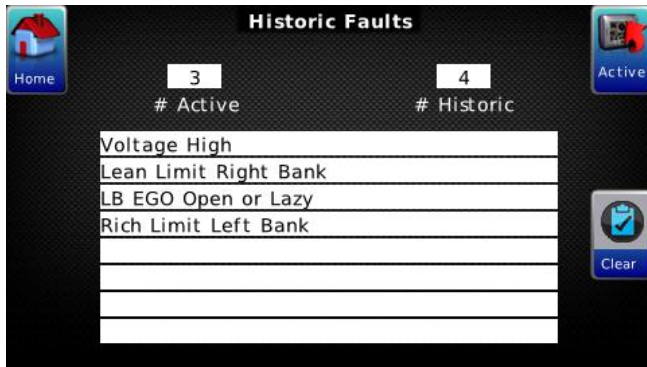 Historic Faults
Home
Active
3
4
# Active
# Historic
Voltage High
Lean Limit Right Bank
LB EGO Open or Lazy
Rich Limit Left Bank
Clear